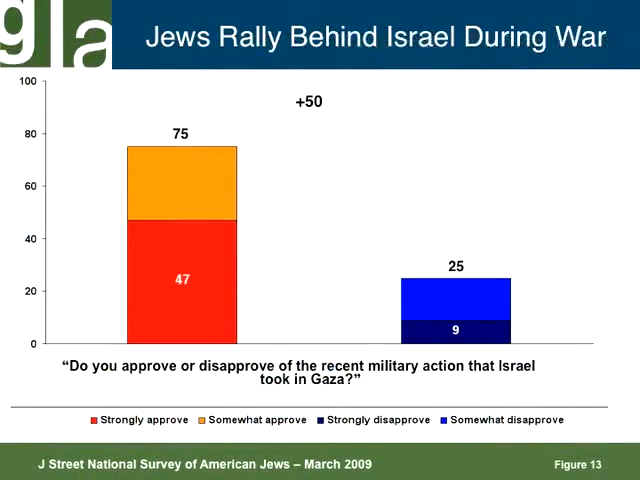 gla
Jews Rally Behind Israel During War
100
+50
80
75
60
40
47
25
20
9
0
“Do you approve or disapprove of the recent military action that Israel
took in Gaza?”
Strongly approve Somewhat approve Strongly disapprove Somewhat disapprove
J Street National Survey of American Jews – March 2009 Figure 13